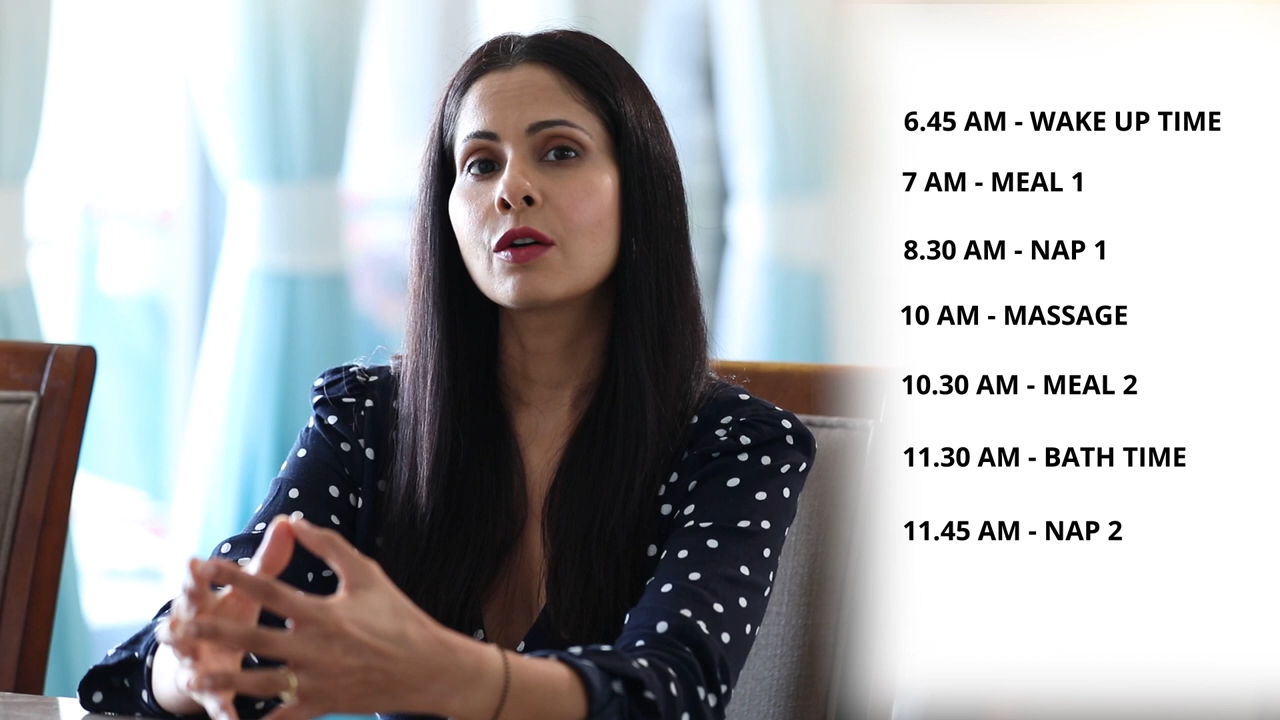 6.45 AM - WAKE UP TIME
7 AM - MEAL 1
8.30 AM - NAP 1
10 AM - MASSAGE
10.30 AM - MEAL 2
11.30 AM - BATH TIME
11.45 AM - NAP 2